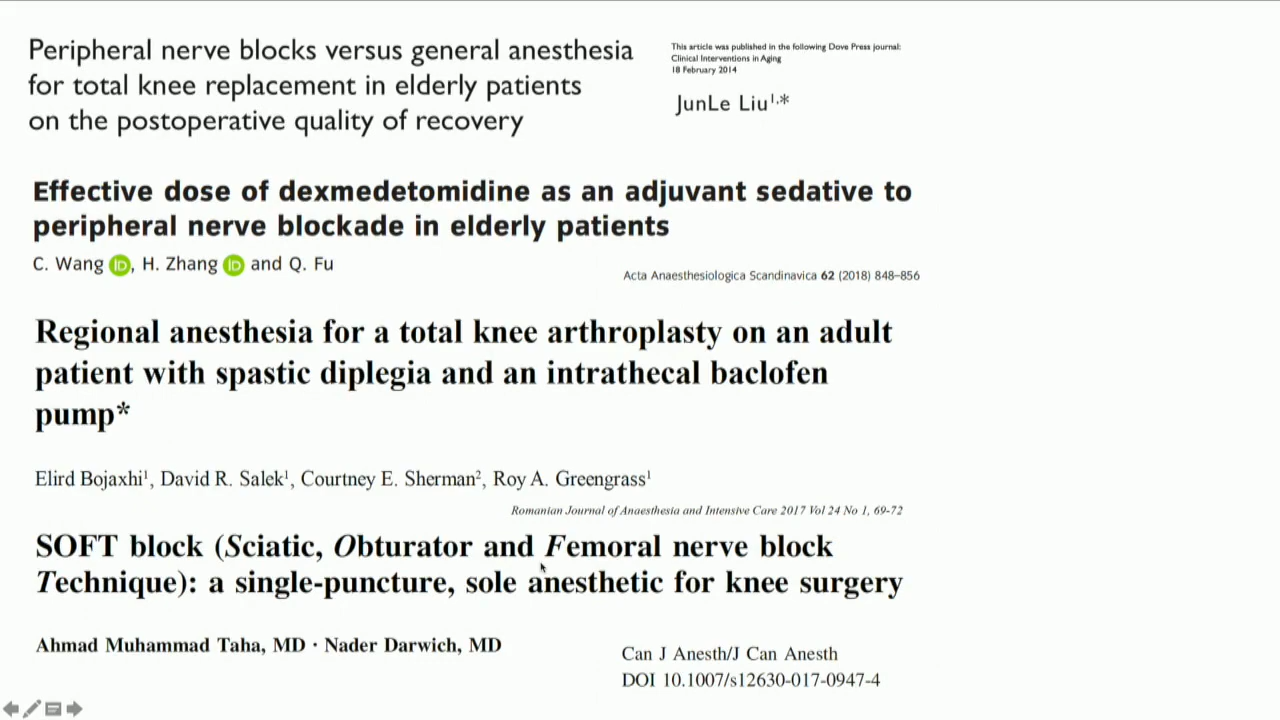 Peripheral nerve blocks versus general anesthesia
for total knee replacement in elderly patients
on the postoperative quality of recovery
This article was published in the following Dove Press journal:
Clinical Interventions in Aging
18 February 2014
JunLe Liu¹,*
Effective dose of dexmedetomidine as an adjuvant sedative to
peripheral nerve blockade in elderly patients
C. Wang iD, H. Zhang iD and Q. Fu
Acta Anaesthesiologica Scandinavica 62 (2018) 848–856
Regional anesthesia for a total knee arthroplasty on an adult
patient with spastic diplegia and an intrathecal baclofen
pump*
Elird Bojaxhi¹, David R. Salek¹, Courtney E. Sherman², Roy A. Greengrass¹
Romanian Journal of Anaesthesia and Intensive Care 2017 Vol 24 No 1, 69-72
SOFT block (Sciatic, Obturator and Femoral nerve block
Technique): a single-puncture, sole anesthetic for knee surgery
Ahmad Muhammad Taha, MD · Nader Darwich, MD
Can J Anesth/J Can Anesth
DOI 10.1007/s12630-017-0947-4